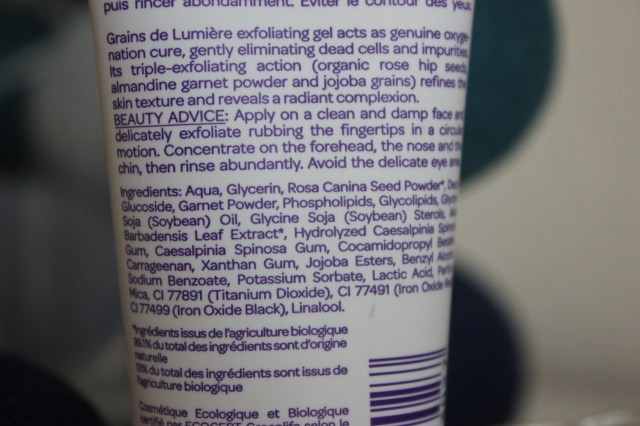 puis rincer abondamment. Eviter le contour des yeux.
Grains de Lumière exfoliating gel acts as genuine oxyge-
nation cure, gently eliminating dead cells and impurities.
Its triple-exfoliating action (organic rose hip seeds,
almandine garnet powder and jojoba grains) refines the
skin texture and reveals a radiant complexion.
BEAUTY ADVICE: Apply on a clean and damp face and
delicately exfoliate rubbing the fingertips in a circular
motion. Concentrate on the forehead, the nose and the
chin, then rinse abundantly. Avoid the delicate eye area.
Ingredients: Aqua, Glycerin, Rosa Canina Seed Powder*,
Glucoside, Garnet Powder, Phospholipids, Glycolipids,
Soja (Soybean) Oil, Glycine Soja (Soybean) Sterols,
Barbadensis Leaf Extract*, Hydrolyzed Caesalpinia
Gum, Caesalpinia Spinosa Gum, Cocamidopropyl
Carrageenan, Xanthan Gum, Jojoba Esters, Benzyl
Sodium Benzoate, Potassium Sorbate, Lactic Acid,
Mica, CI 77891 (Titanium Dioxide), CI 77491 (Iron Oxide
CI 77499 (Iron Oxide Black), Linalool.
*Ingrédients issus de l'agriculture biologique
99.1% du total des ingrédients sont d'origine
naturelle
du total des ingrédients sont issus de
l'agriculture biologique
Cosmétique Ecologique et Biologique
certifié par ECOCERT Greenlife selon le